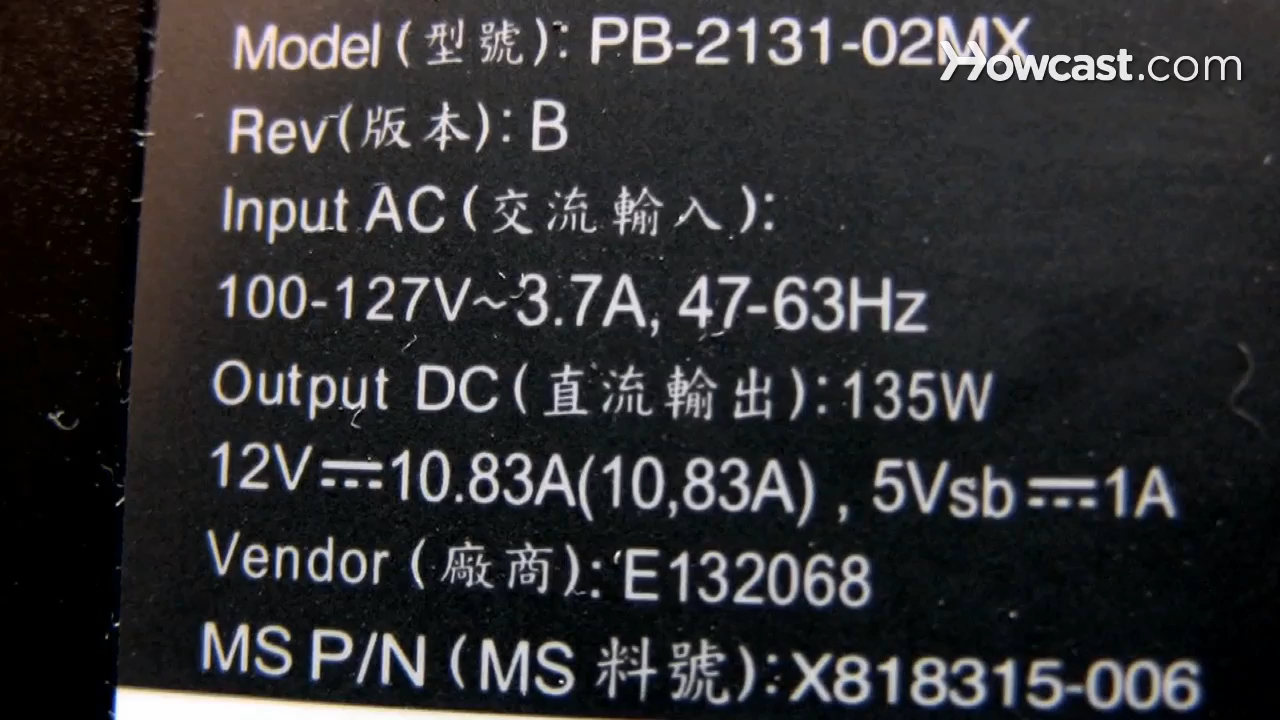 Model (型號): PB-2131-02MX
Howcast.com
Rev(版本): B
Input AC (交流輸入):
100-127V~3.7A, 47-63Hz
Output DC (直流輸出): 135W
12V⎓10.83A(10,83A) , 5Vsb⎓1A
Vendor (廠商): E132068
MS P/N (MS 料號): X818315-006